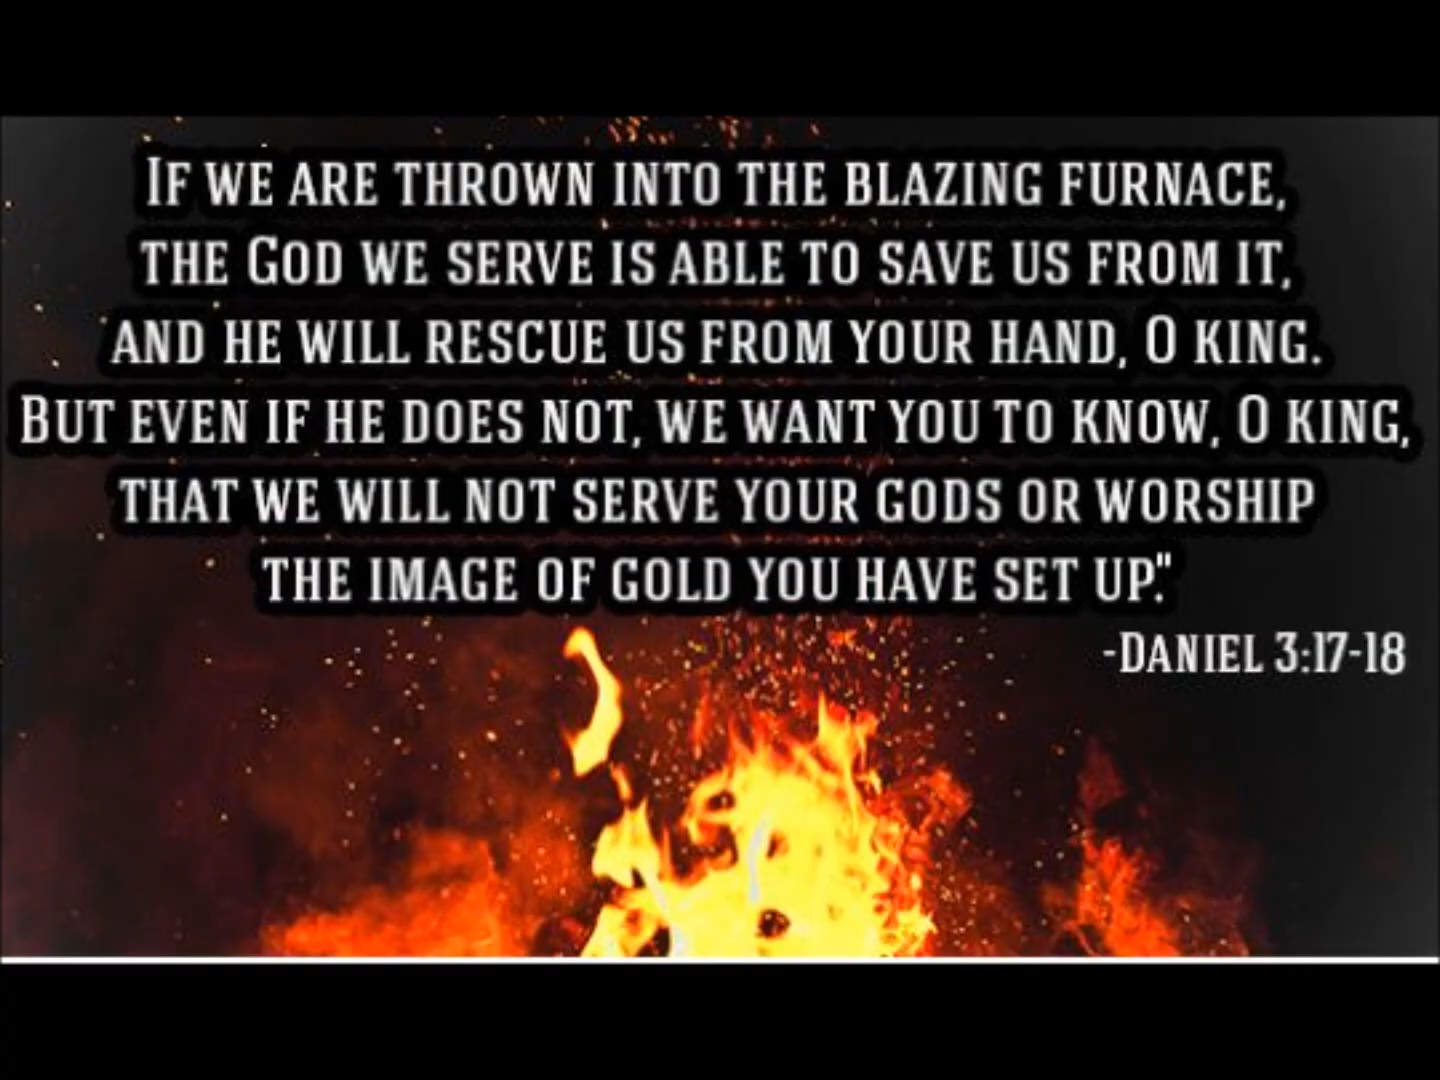 If we are thrown into the blazing furnace,
the God we serve is able to save us from it,
and he will rescue us from your hand, O king.
But even if he does not, we want you to know, O king,
that we will not serve your gods or worship
the image of gold you have set up."
-Daniel 3:17-18